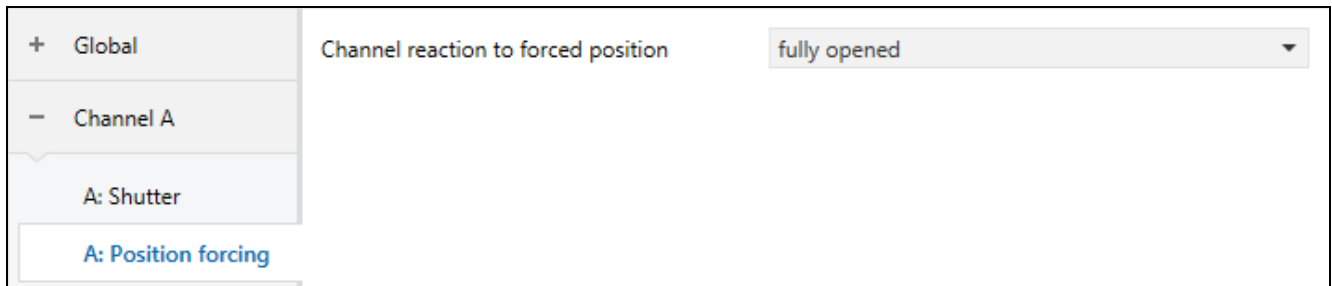 Global
Channel reaction to forced position
fully opened
Channel A
A: Shutter
A: Position forcing